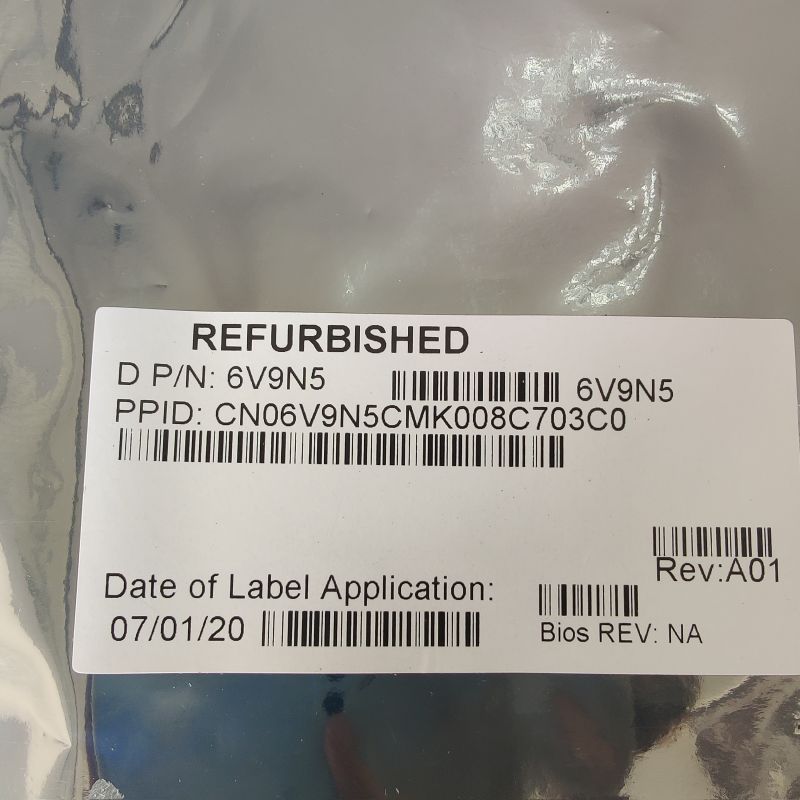 REFURBISHED
D P/N: 6V9N5
6V9N5
PPID: CN06V9N5CMK008C703C0
Rev:A01
Date of Label Application:
07/01/20
Bios REV: NA